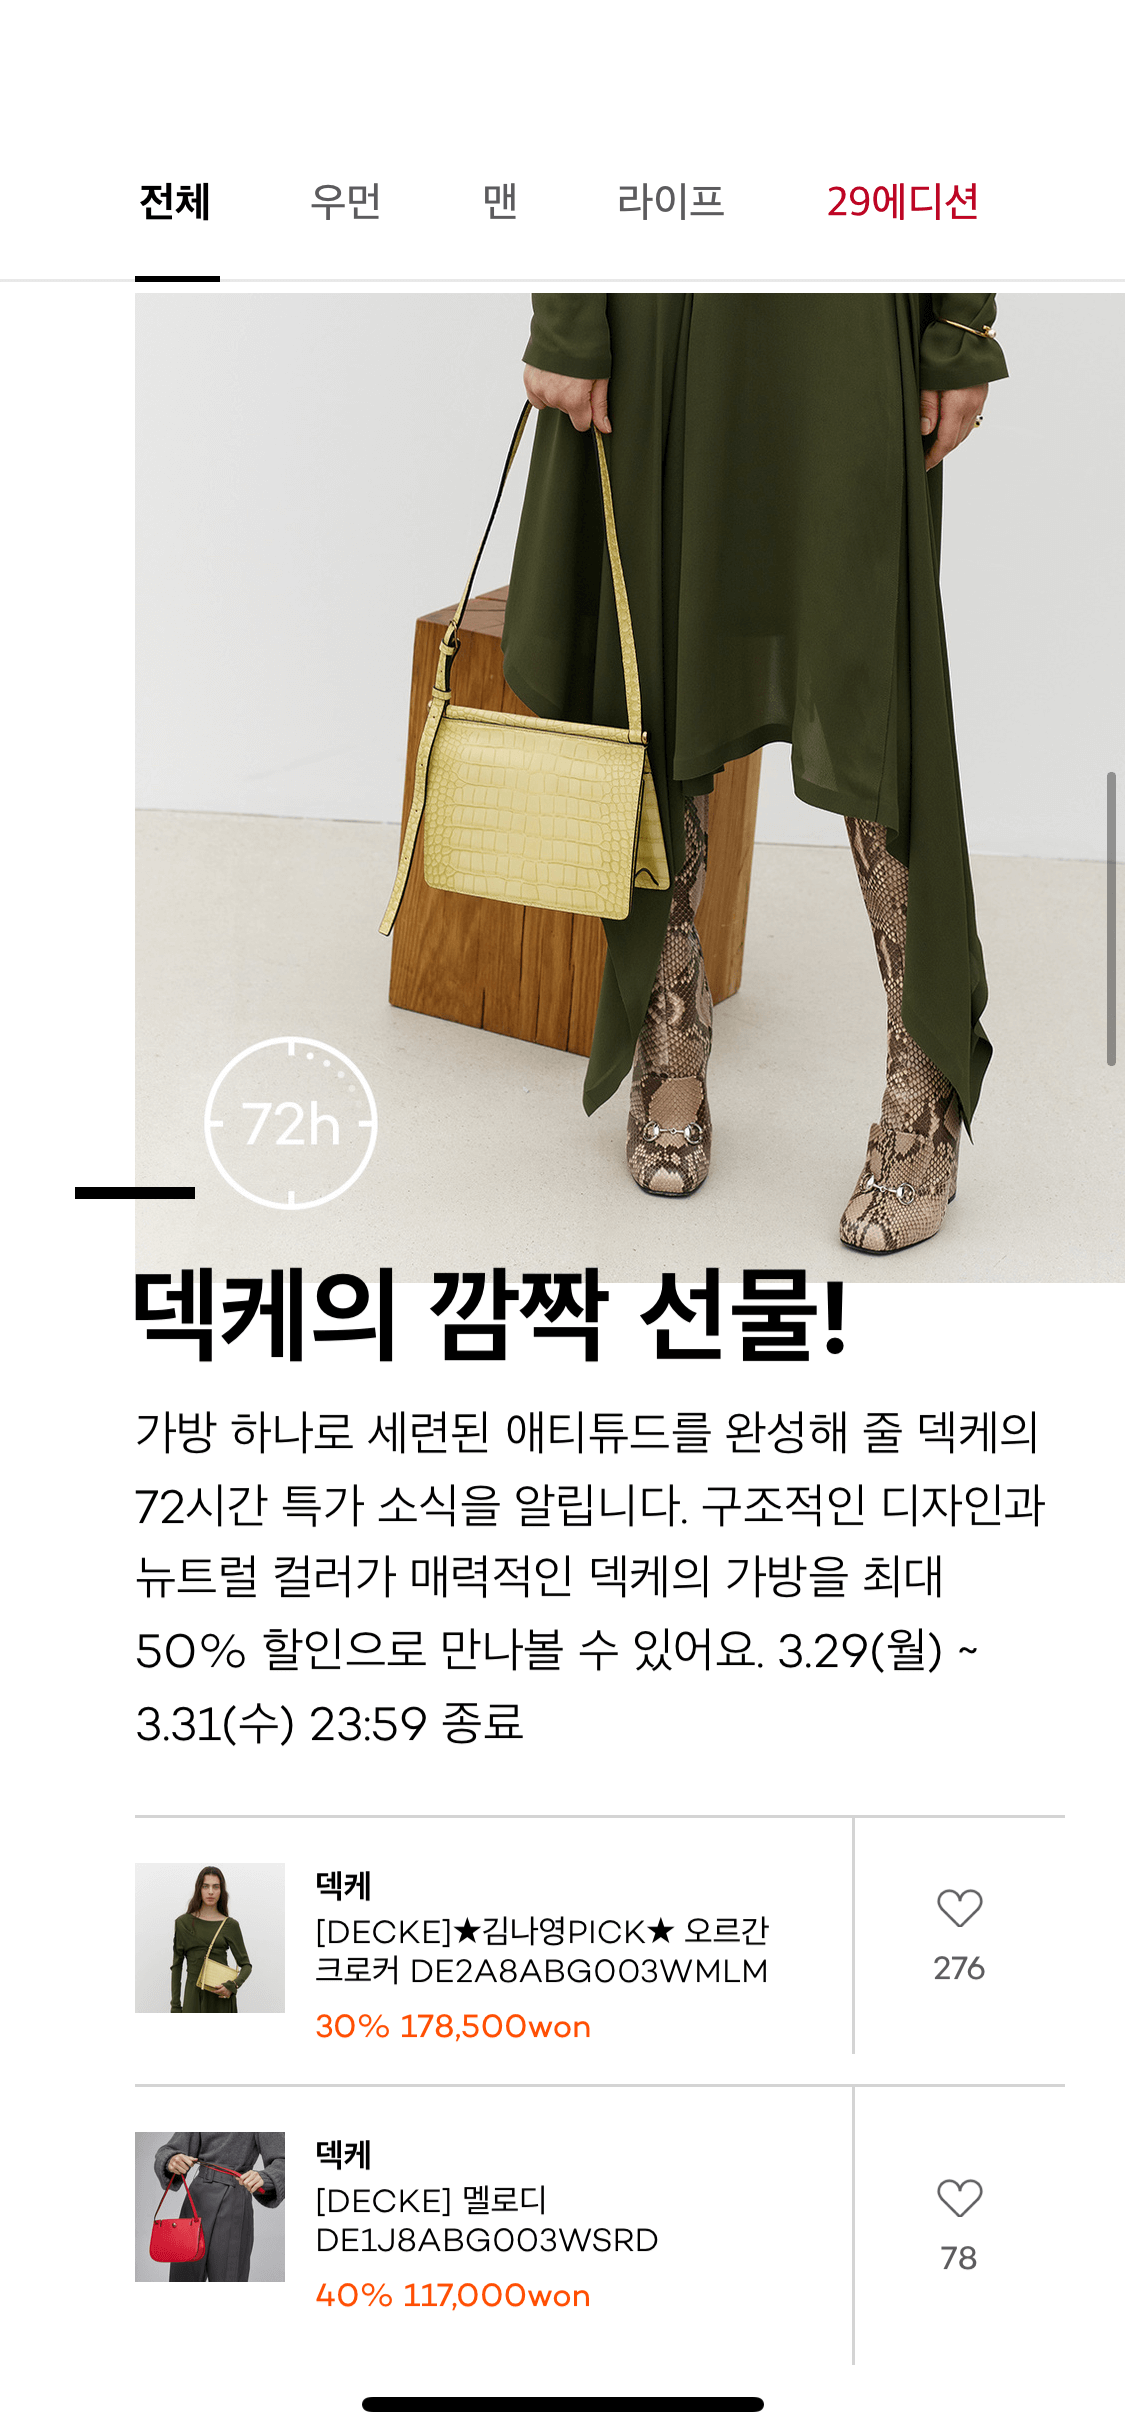 전체 우먼 맨 라이프 29에디션
72h
덱케의 깜짝 선물!
가방 하나로 세련된 애티튜드를 완성해 줄 덱케의
72시간 특가 소식을 알립니다. 구조적인 디자인과
뉴트럴 컬러가 매력적인 덱케의 가방을 최대
50% 할인으로 만나볼 수 있어요. 3.29(월) ~
3.31(수) 23:59 종료
덱케
[DECKE]★김나영PICK★ 오르간
크로커 DE2A8ABG003WMLM
30% 178,500won
276
덱케
[DECKE] 멜로디
DE1J8ABG003WSRD
40% 117,000won
78